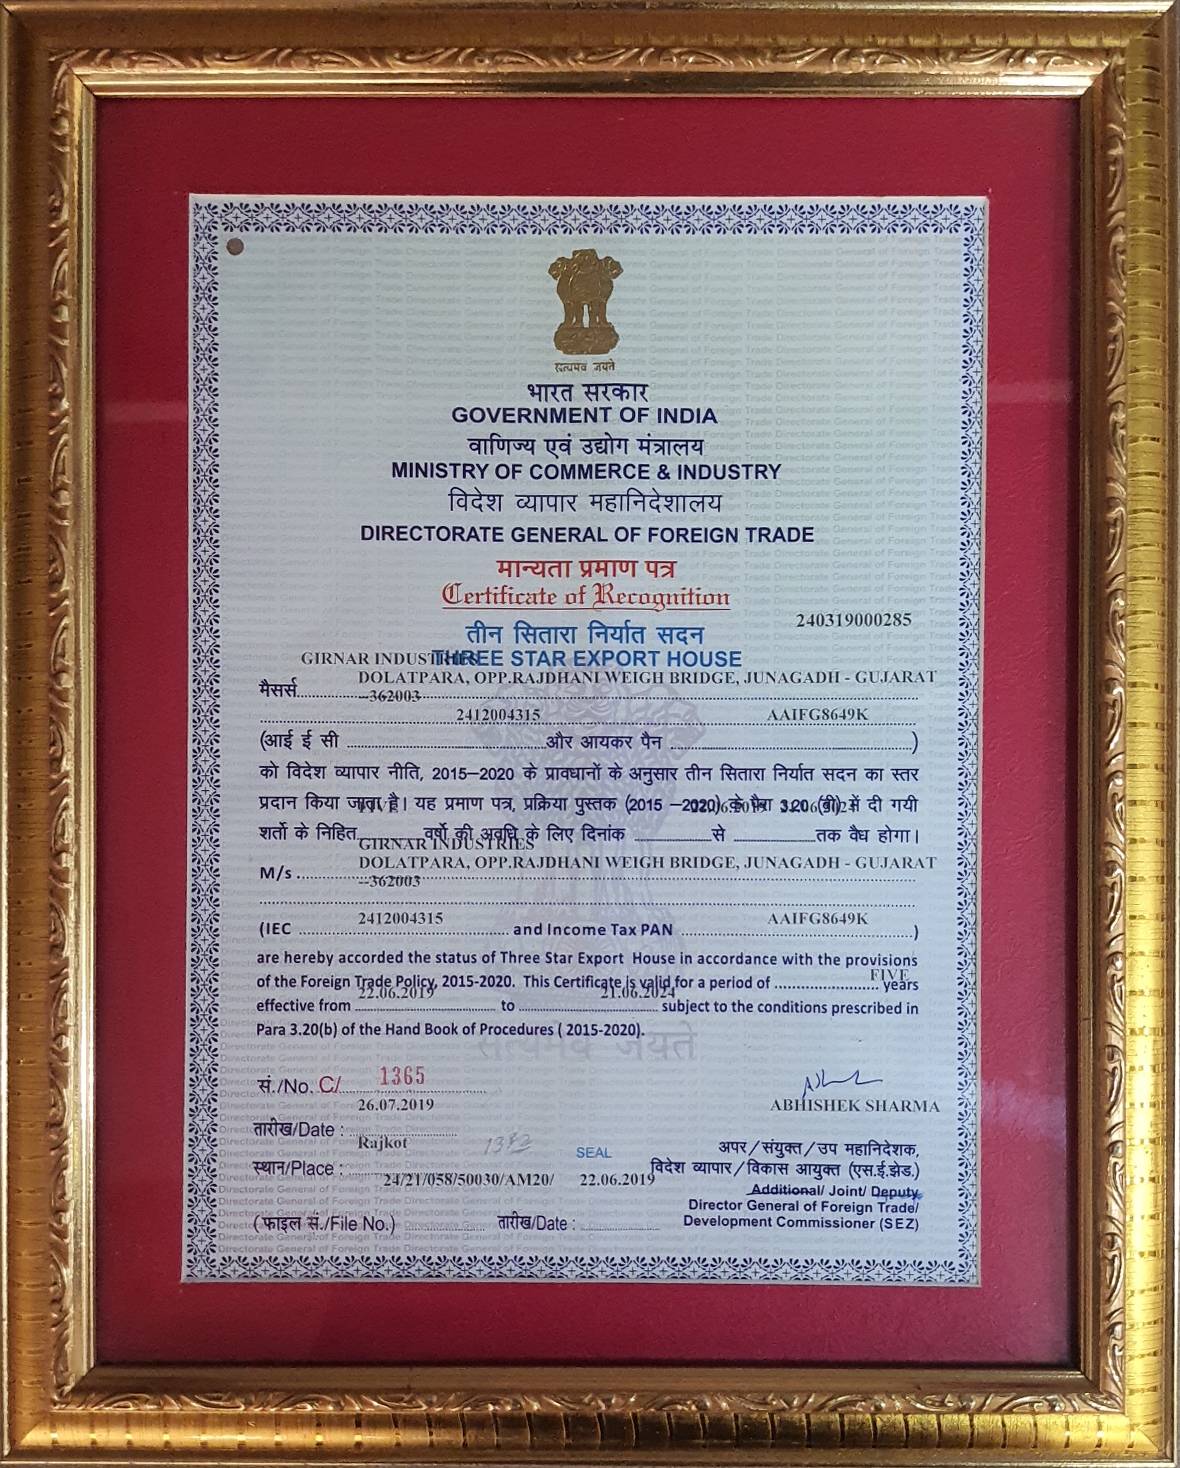 सत्यमेव जयते
भारत सरकार
GOVERNMENT OF INDIA
वाणिज्य एवं उद्योग मंत्रालय
MINISTRY OF COMMERCE & INDUSTRY
विदेश व्यापार महानिदेशालय
DIRECTORATE GENERAL OF FOREIGN TRADE
मान्यता प्रमाण पत्र
Certificate of Recognition
240319000285
तीन सितारा निर्यात सदन
THREE STAR EXPORT HOUSE
GIRNAR INDUSTRIES
DOLATPARA, OPP.RAJDHANI WEIGH BRIDGE, JUNAGADH - GUJARAT
मैसर्स..........--362003..........
2412004315 AAIFG8649K
(आई ई सी ..........और आयकर पैन ..........)
को विदेश व्यापार नीति, 2015–2020 के प्रावधानों के अनुसार तीन सितारा निर्यात सदन का स्तर
प्रदान किया जाता है। यह प्रमाण पत्र, प्रक्रिया पुस्तक (2015 –2020) के पैरा 3.20 (बी) में दी गयी
शर्तो के निहित..........वर्षो की अवधि के लिए दिनांक ..........से ..........तक वैध होगा।
GIRNAR INDUSTRIES
DOLATPARA, OPP.RAJDHANI WEIGH BRIDGE, JUNAGADH - GUJARAT
M/s ..........
--362003
2412004315 AAIFG8649K
(IEC .......... and Income Tax PAN ..........)
are hereby accorded the status of Three Star Export House in accordance with the provisions
FIVE
of the Foreign Trade Policy, 2015-2020. This Certificate is valid for a period of .......... years
22.06.2019 21.06.2024
effective from .......... to .......... subject to the conditions prescribed in
Para 3.20(b) of the Hand Book of Procedures ( 2015-2020).
सत्यमेव जयते
सं./No. C/ 1365
26.07.2019
ABHISHEK SHARMA
तारीख/Date :
Rajkot
SEAL
अपर/संयुक्त/उप महानिदेशक,
स्थान/Place :
विदेश व्यापार/विकास आयुक्त (एस.ई.झेड.)
24/21/058/50030/AM20/ 22.06.2019
Additional/ Joint/ Deputy
Director General of Foreign Trade/
(फाइल सं./File No.) तारीख/Date :
Development Commissioner (SEZ)